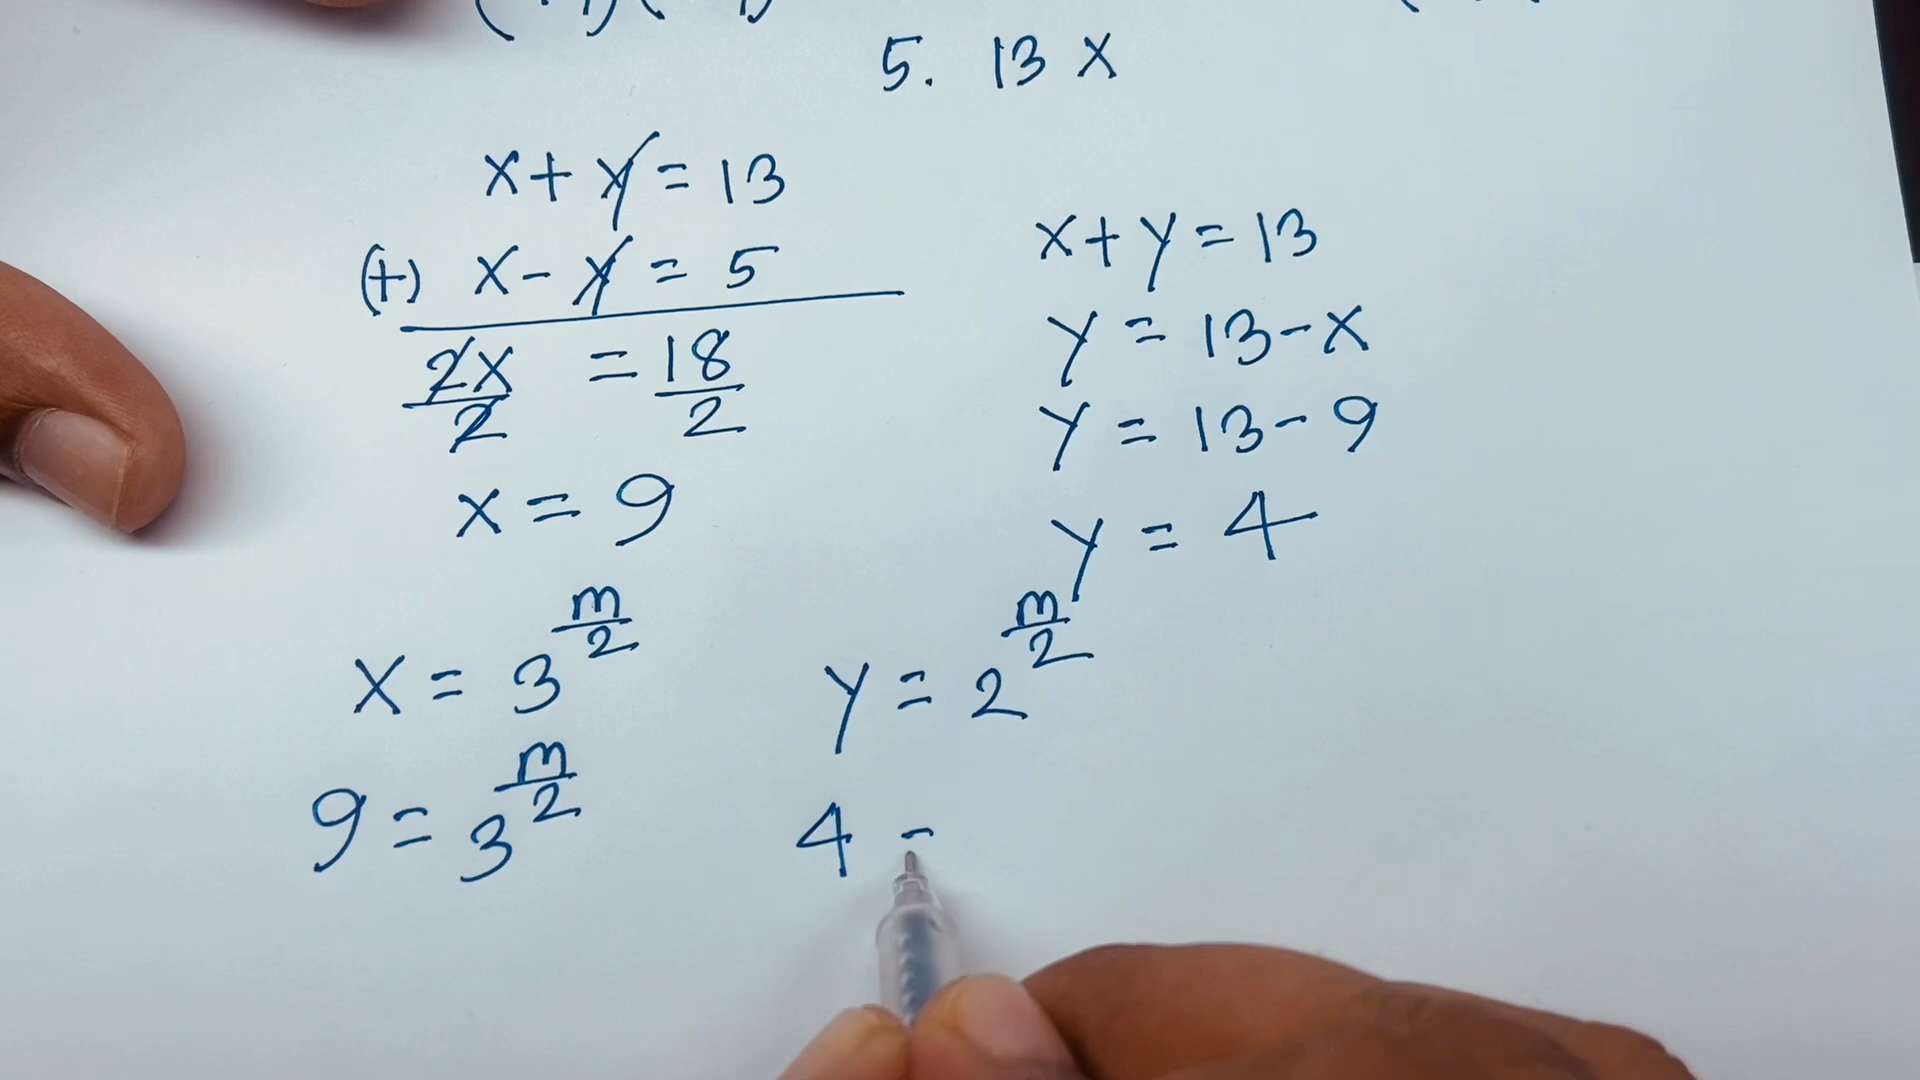 5. 13 x
x + y = 13
(+) x - y = 5
2x/2 = 18/2
x = 9
x + y = 13
y = 13 - x
y = 13 - 9
y = 4
x = 3^(m/2)
9 = 3^(m/2)
y = 2^(m/2)
4 =